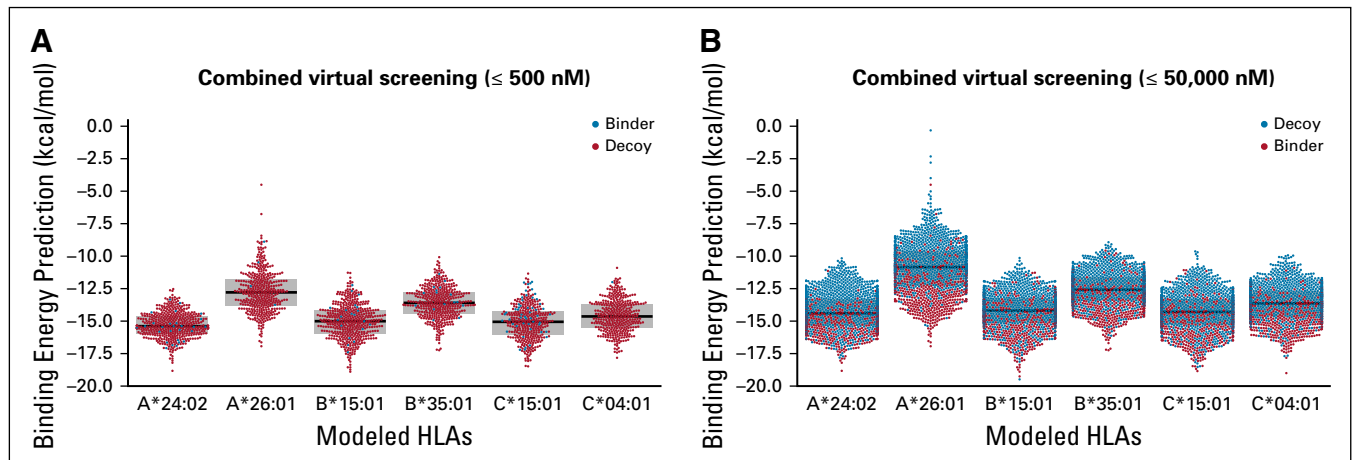 A
Combined virtual screening (≤ 500 nM)
Binder
Decoy
Binding Energy Prediction (kcal/mol)
0.0
–2.5
–5.0
–7.5
–10.0
–12.5
–15.0
–17.5
–20.0
A*24:02 A*26:01 B*15:01 B*35:01 C*15:01 C*04:01
Modeled HLAs
B
Combined virtual screening (≤ 50,000 nM)
Decoy
Binder
Binding Energy Prediction (kcal/mol)
0.0
–2.5
–5.0
–7.5
–10.0
–12.5
–15.0
–17.5
–20.0
A*24:02 A*26:01 B*15:01 B*35:01 C*15:01 C*04:01
Modeled HLAs